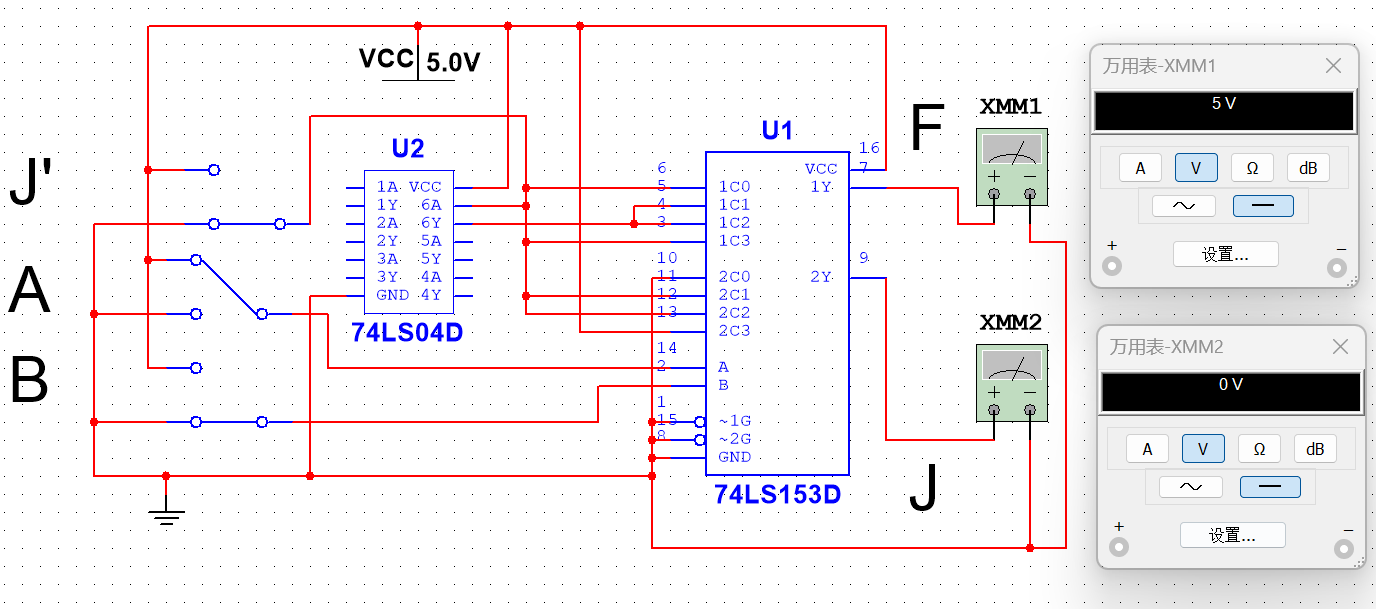 VCC 5.0V
J'
A
B
U2
1A VCC
1Y 6A
2A 6Y
2Y 5A
3A 5Y
3Y 4A
GND 4Y
74LS04D
U1
16
6 VCC 7
5 1C0 1Y
4 1C1
3 1C2
1C3
10 9
11 2C0 2Y
12 2C1
13 2C2
2C3
14
2 A
B
1
15 ~1G
8 ~2G
GND
74LS153D
F
XMM1
+ −
XMM2
+ −
J
万用表-XMM1
5 V
A V Ω dB
+ −
设置...
万用表-XMM2
0 V
A V Ω dB
+ −
设置...